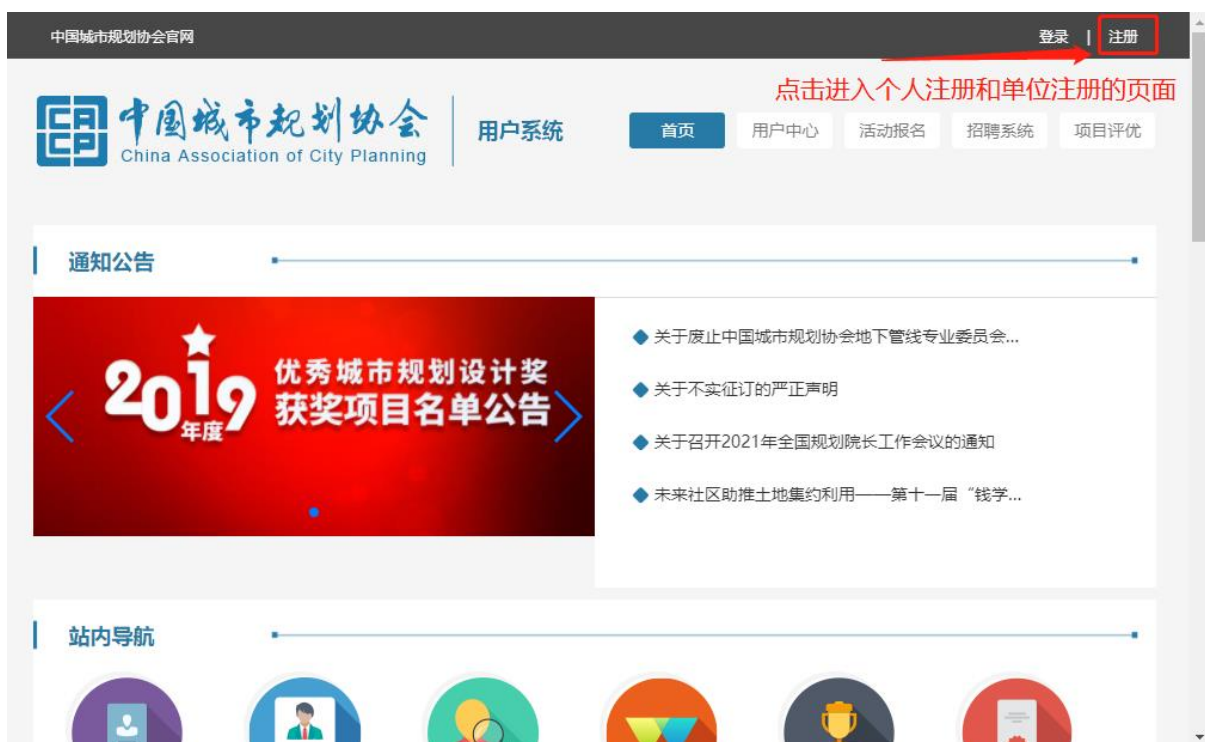 中国城市规划协会官网
登录 | 注册
点击进入个人注册和单位注册的页面
CACP
中国城市规划协会
China Association of City Planning
用户系统
首页
用户中心
活动报名
招聘系统
项目评优
通知公告
2019
年度
优秀城市规划设计奖
获奖项目名单公告
关于废止中国城市规划协会地下管线专业委员会...
关于不实征订的严正声明
关于召开2021年全国规划院长工作会议的通知
未来社区助推土地集约利用——第十一届“钱学...
站内导航